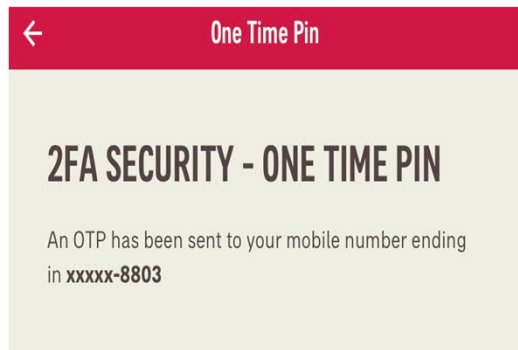 One Time Pin
2FA SECURITY - ONE TIME PIN
An OTP has been sent to your mobile number ending
in xxxxx-8803